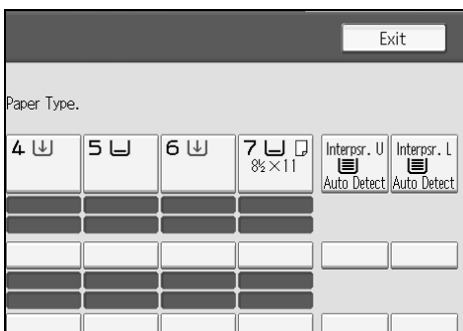 Exit
Paper Type.
4 5 6 7 Interpsr. U Interpsr. L
8½×11
Auto Detect Auto Detect